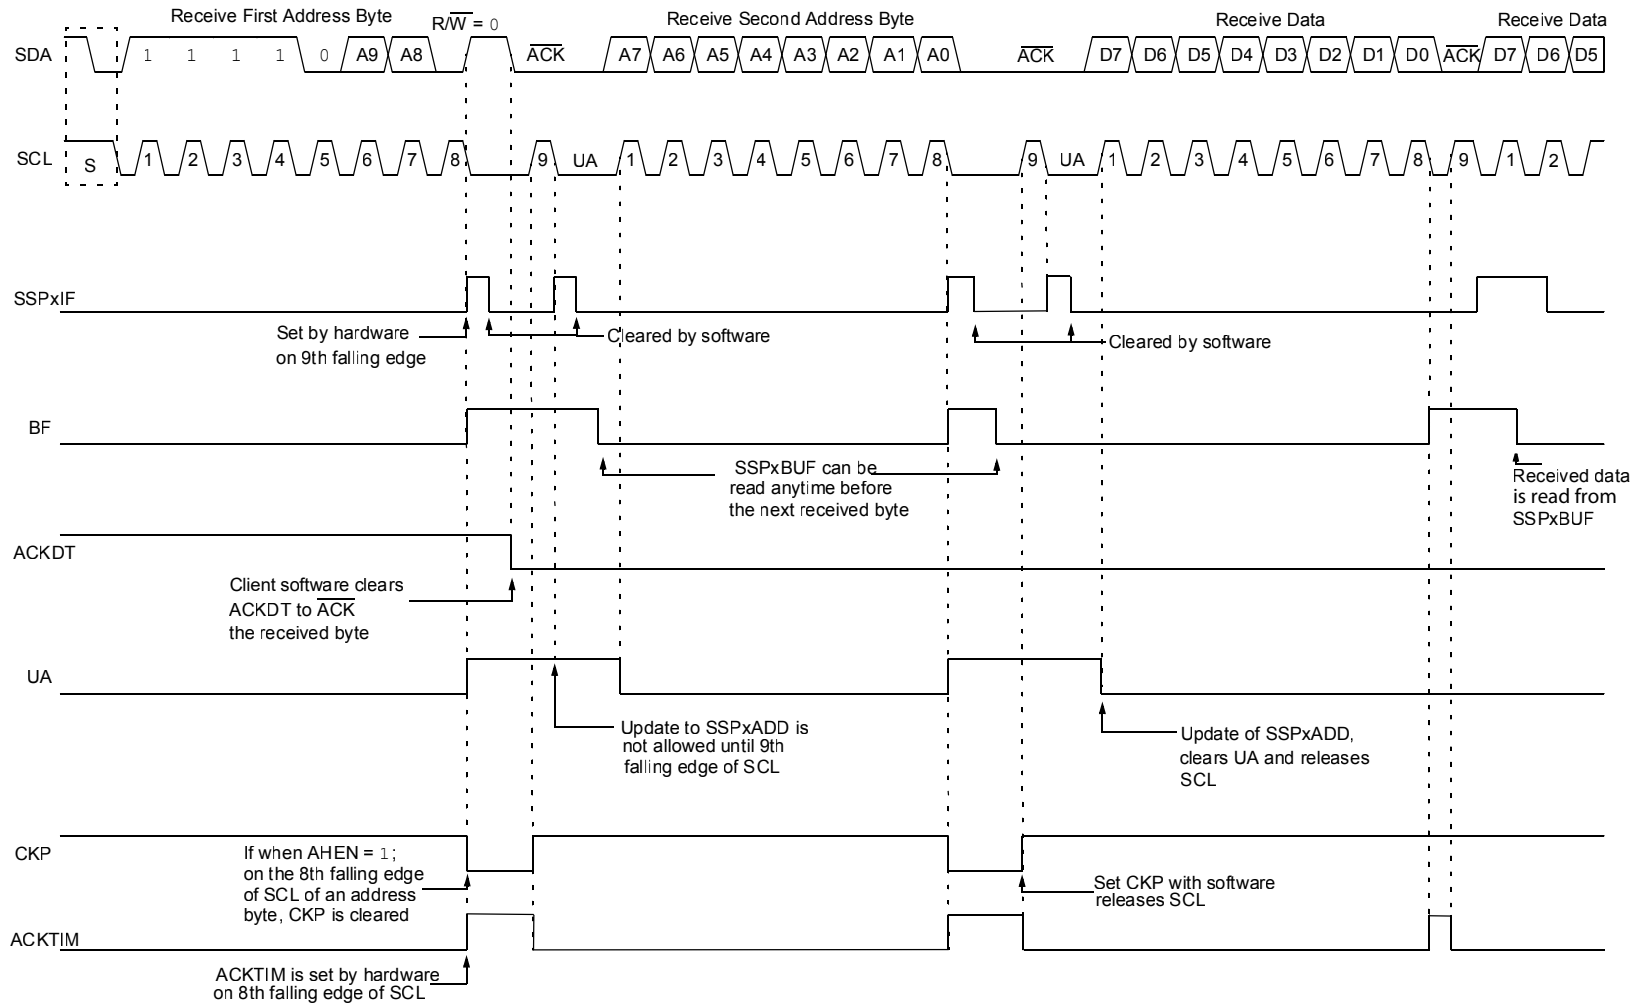 Receive First Address Byte
R/W = 0
Receive Second Address Byte
Receive Data
Receive Data
SDA
1 1 1 1 0 A9 A8
ACK
A7 A6 A5 A4 A3 A2 A1 A0
ACK
D7 D6 D5 D4 D3 D2 D1 D0
ACK
D7 D6 D5
SCL
S
1 2 3 4 5 6 7 8 9 UA 1 2 3 4 5 6 7 8 9 UA 1 2 3 4 5 6 7 8 9 1 2
SSPxIF
Set by hardware
on 9th falling edge
Cleared by software
Cleared by software
BF
SSPxBUF can be
read anytime before
the next received byte
Received data
is read from
SSPxBUF
ACKDT
Client software clears
ACKDT to ACK
the received byte
UA
Update to SSPxADD is
not allowed until 9th
falling edge of SCL
Update of SSPxADD,
clears UA and releases
SCL
CKP
If when AHEN = 1;
on the 8th falling edge
of SCL of an address
byte, CKP is cleared
Set CKP with software
releases SCL
ACKTIM
ACKTIM is set by hardware
on 8th falling edge of SCL